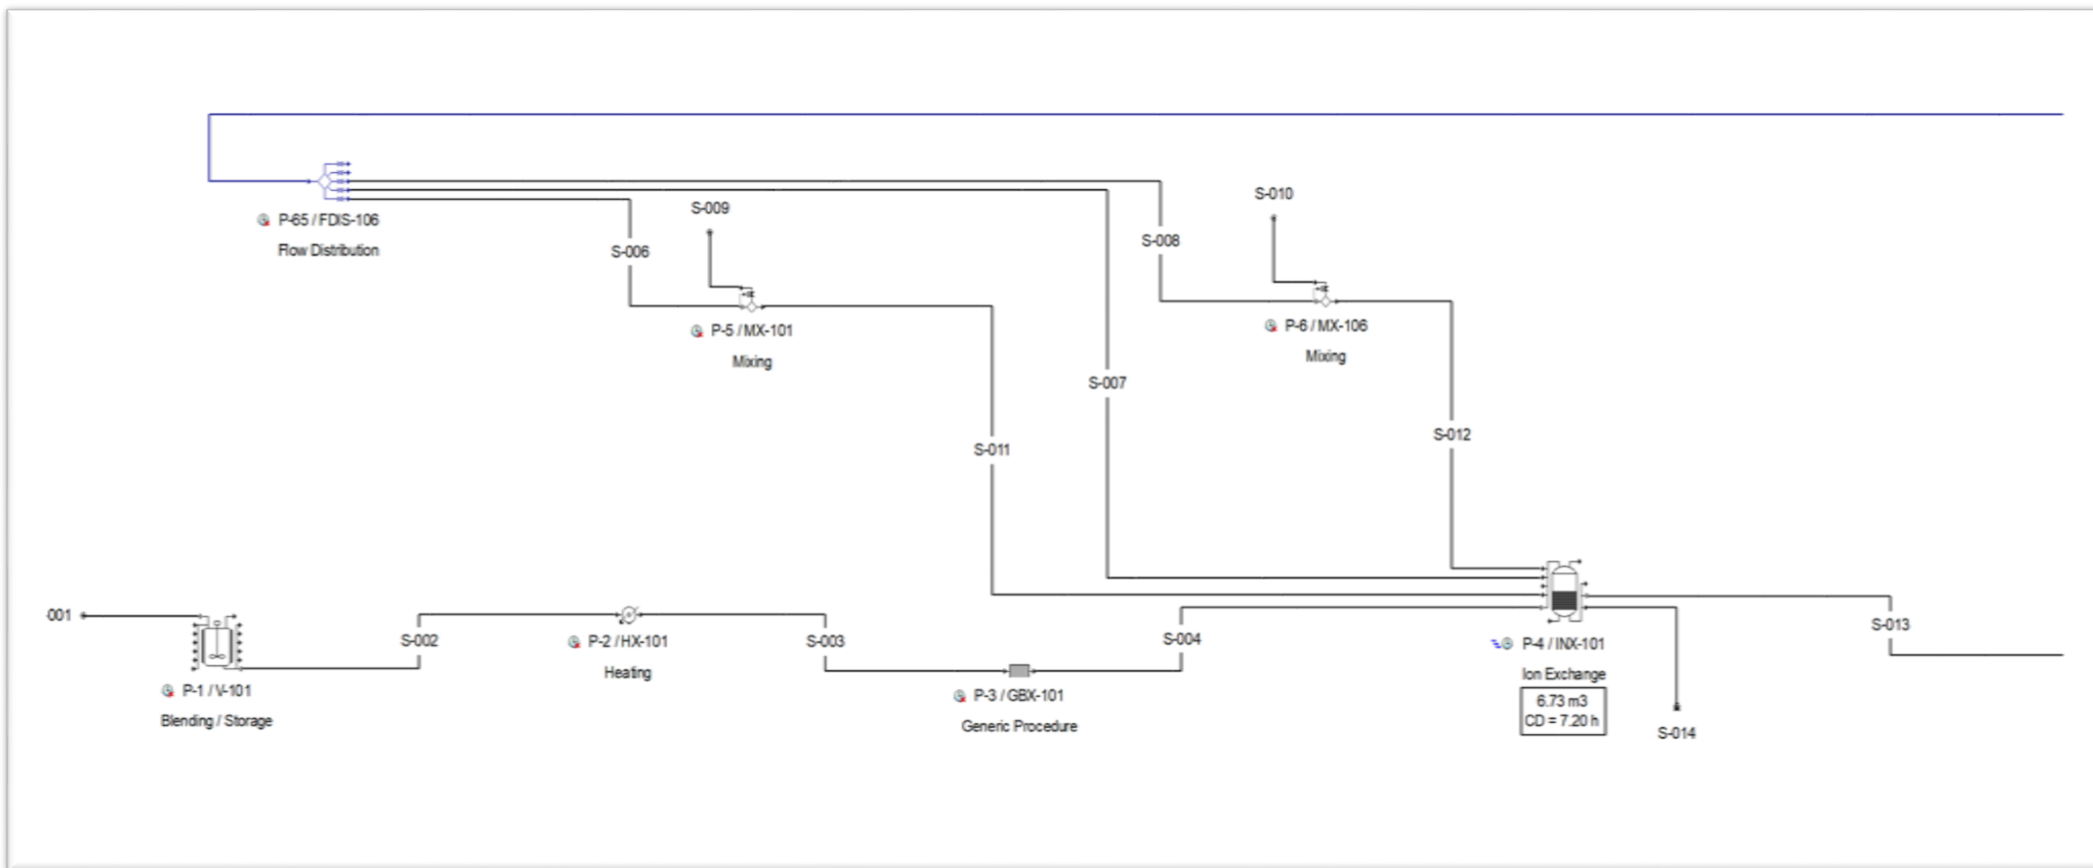 S-010
S-009
P-65 / FDIS-106
Flow Distribution
S-006
S-008
P-5 / MX-101
Mixing
P-6 / MX-106
Mixing
S-007
S-011
S-012
001
S-002
P-2 / HX-101
Heating
S-003
S-004
P-1 / V-101
Blending / Storage
P-3 / GBX-101
Generic Procedure
P-4 / INX-101
Ion Exchange
6.73 m3
CD = 7.20 h
S-013
S-014